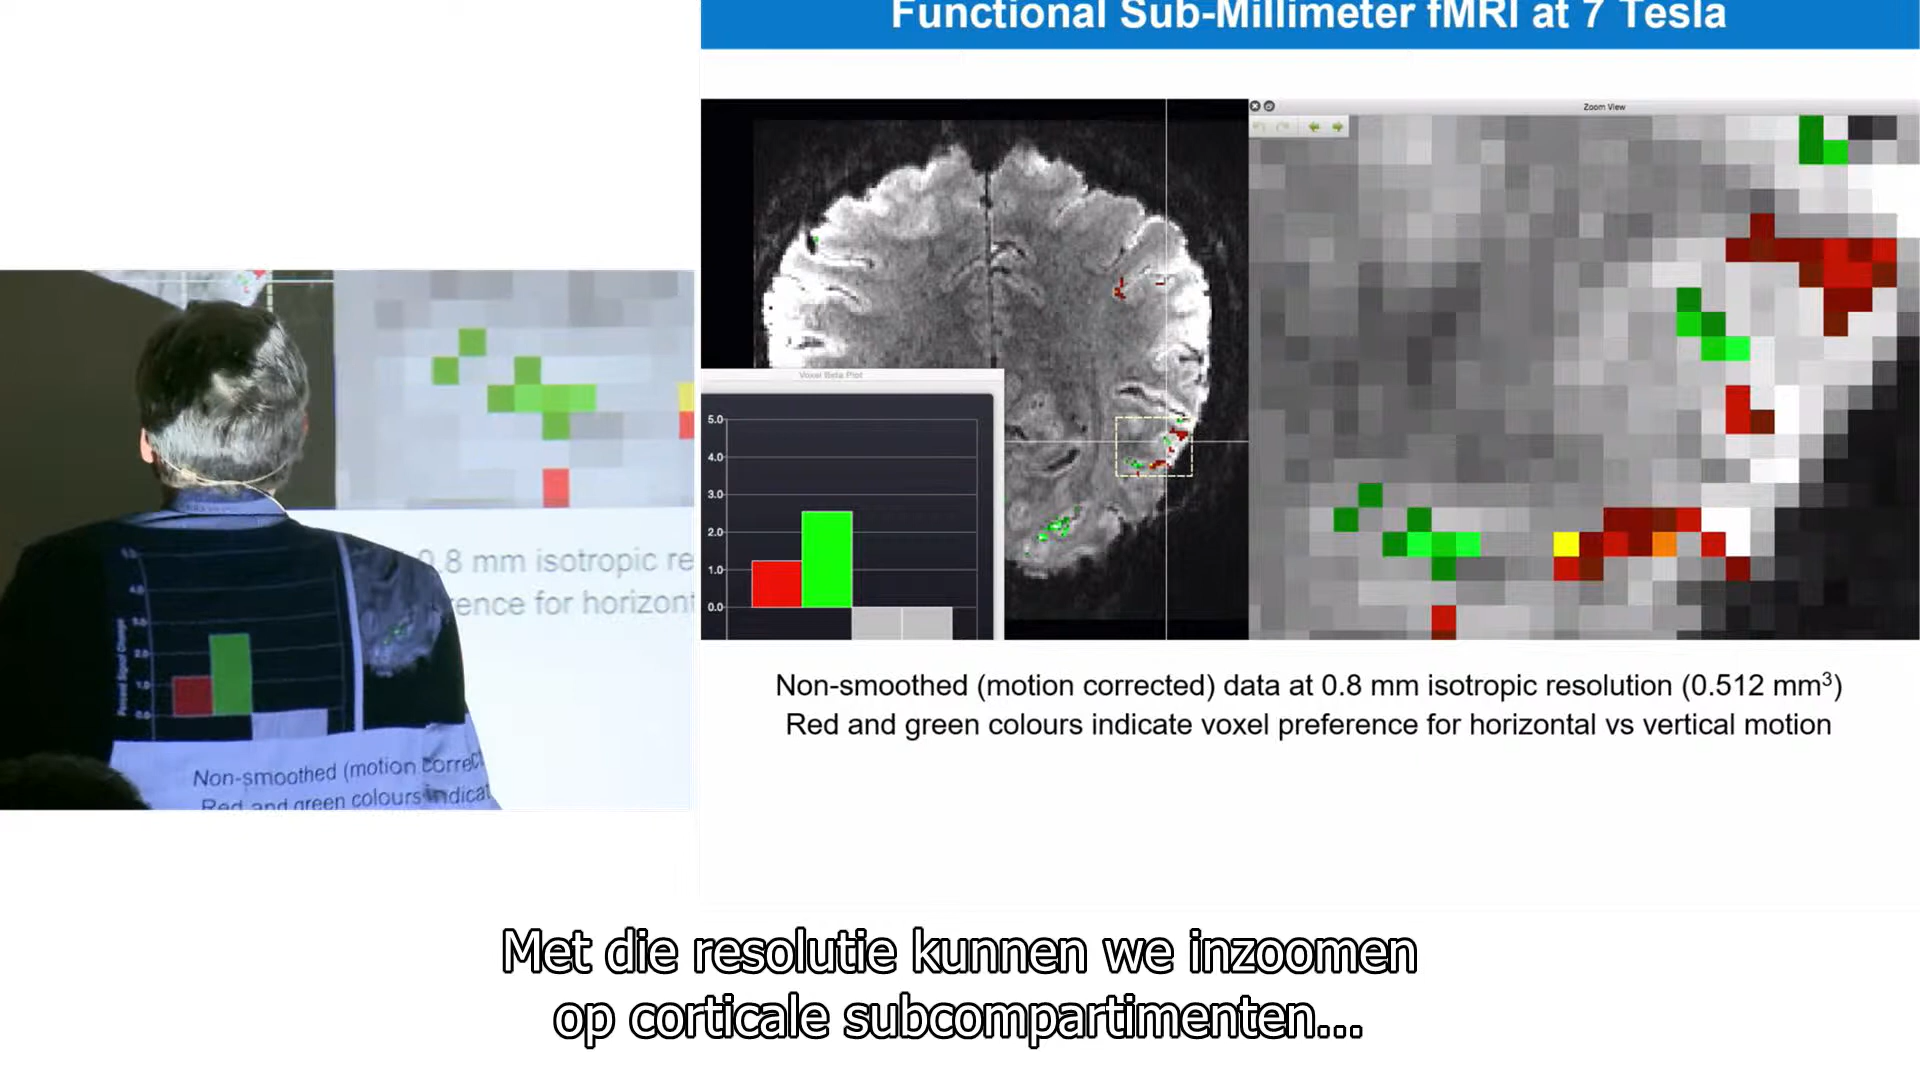 Functional Sub-Millimeter fMRI at 7 Tesla
Zoom View
Voxel Beta Plot
5.0
4.0
3.0
2.0
1.0
0.0
Non-smoothed (motion corrected) data at 0.8 mm isotropic resolution (0.512 mm³)
Red and green colours indicate voxel preference for horizontal vs vertical motion
0.8 mm isotropic re
rence for horizont
Non-smoothed (motion correct
Red and green colours indicat
Met die resolutie kunnen we inzoomen
op corticale subcompartimenten...